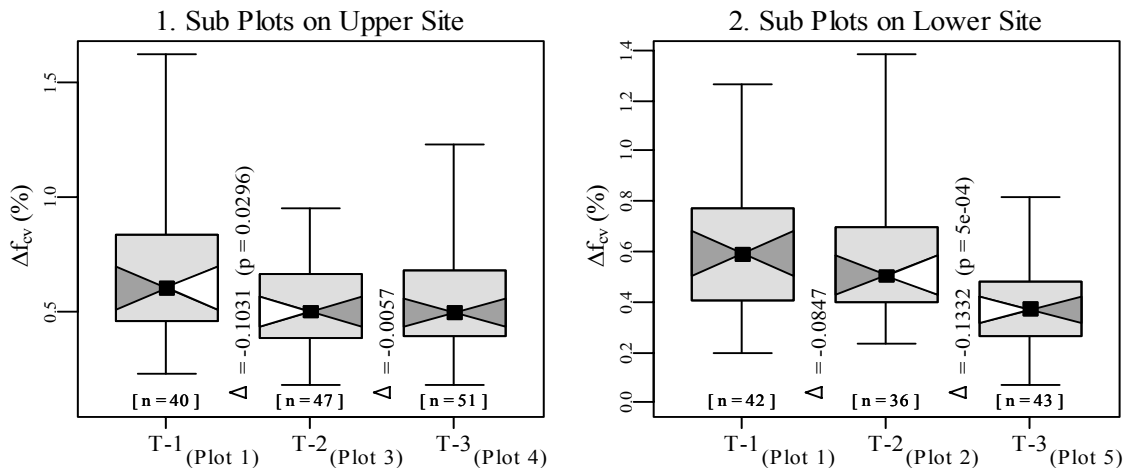 1. Sub Plots on Upper Site
Δf_cv (%)
1.5
1.0
0.5
Δ = -0.1031 (p = 0.0296)
Δ = -0.0057
[ n = 40 ]
[ n = 47 ]
[ n = 51 ]
T-1 (Plot 1)
T-2 (Plot 3)
T-3 (Plot 4)
2. Sub Plots on Lower Site
Δf_cv (%)
1.4
1.2
1.0
0.8
0.6
0.4
0.2
0.0
Δ = -0.0847
Δ = -0.1332 (p = 5e-04)
[ n = 42 ]
[ n = 36 ]
[ n = 43 ]
T-1 (Plot 1)
T-2 (Plot 2)
T-3 (Plot 5)